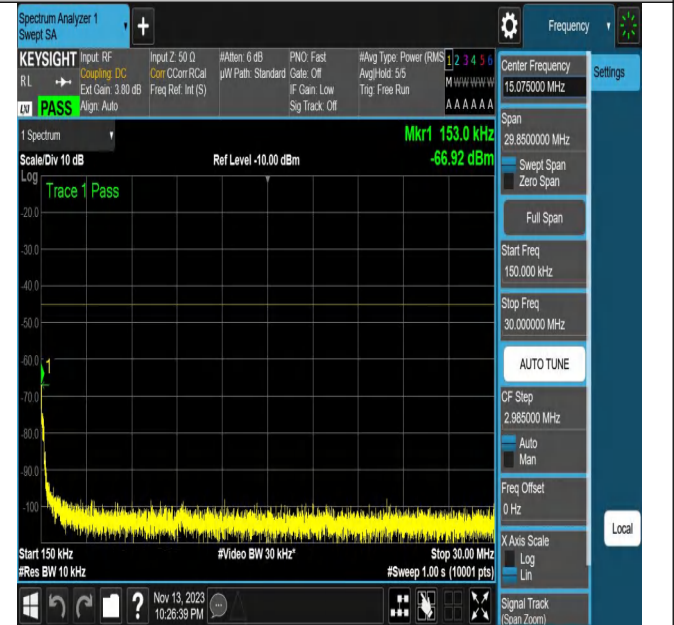 Spectrum Analyzer 1
Swept SA
Frequency
KEYSIGHT
RL
LXI
PASS
Input: RF
Coupling: DC
Ext Gain: 3.80 dB
Align: Auto
Input Z: 50 Ω
Corr CCorr RCal
Freq Ref: Int (S)
#Atten: 6 dB
µW Path: Standard
PNO: Fast
Gate: Off
IF Gain: Low
Sig Track: Off
#Avg Type: Power (RMS
Avg|Hold: 5/5
Trig: Free Run
1 2 3 4 5 6
M W W W W W
A A A A A A
1 Spectrum
Mkr1 153.0 kHz
Scale/Div 10 dB
Ref Level -10.00 dBm
-66.92 dBm
Log
Trace 1 Pass
-20.0
-30.0
-40.0
-50.0
-60.0
1
-70.0
-80.0
-90.0
-100
Start 150 kHz
#Video BW 30 kHz*
Stop 30.00 MHz
#Res BW 10 kHz
#Sweep 1.00 s (10001 pts)
Nov 13, 2023
10:26:39 PM
Center Frequency
15.075000 MHz
Settings
Span
29.8500000 MHz
Swept Span
Zero Span
Full Span
Start Freq
150.000 kHz
Stop Freq
30.000000 MHz
AUTO TUNE
CF Step
2.985000 MHz
Auto
Man
Freq Offset
0 Hz
X Axis Scale
Log
Lin
Local
Signal Track
(Span Zoom)